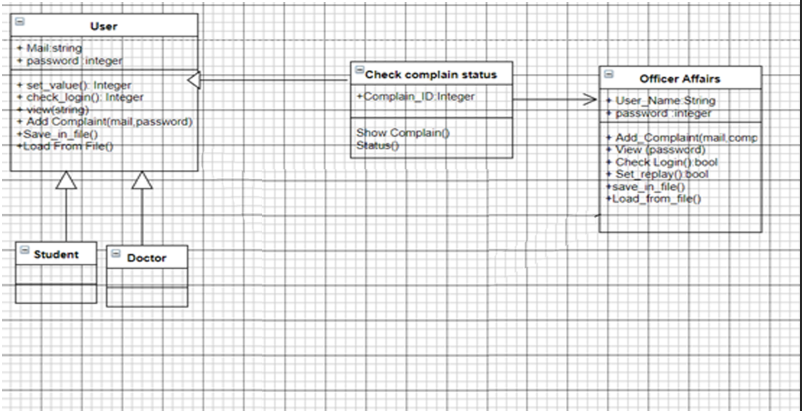 User
+ Mail:string
+ password :integer
+ set_value(): Integer
+ check_login(): Integer
+ view(string)
+ Add Complaint(mail,password)
+Save_in_file()
+Load From File()
Student
Doctor
Check complain status
+Complain_ID:Integer
Show Complain()
Status()
Officer Affairs
+ User_Name:String
+ password :integer
+ Add_Complaint(mail,comp
+ View (password)
+ Check Login():bool
+ Set_replay():bool
+save_in_file()
+Load_from_file()